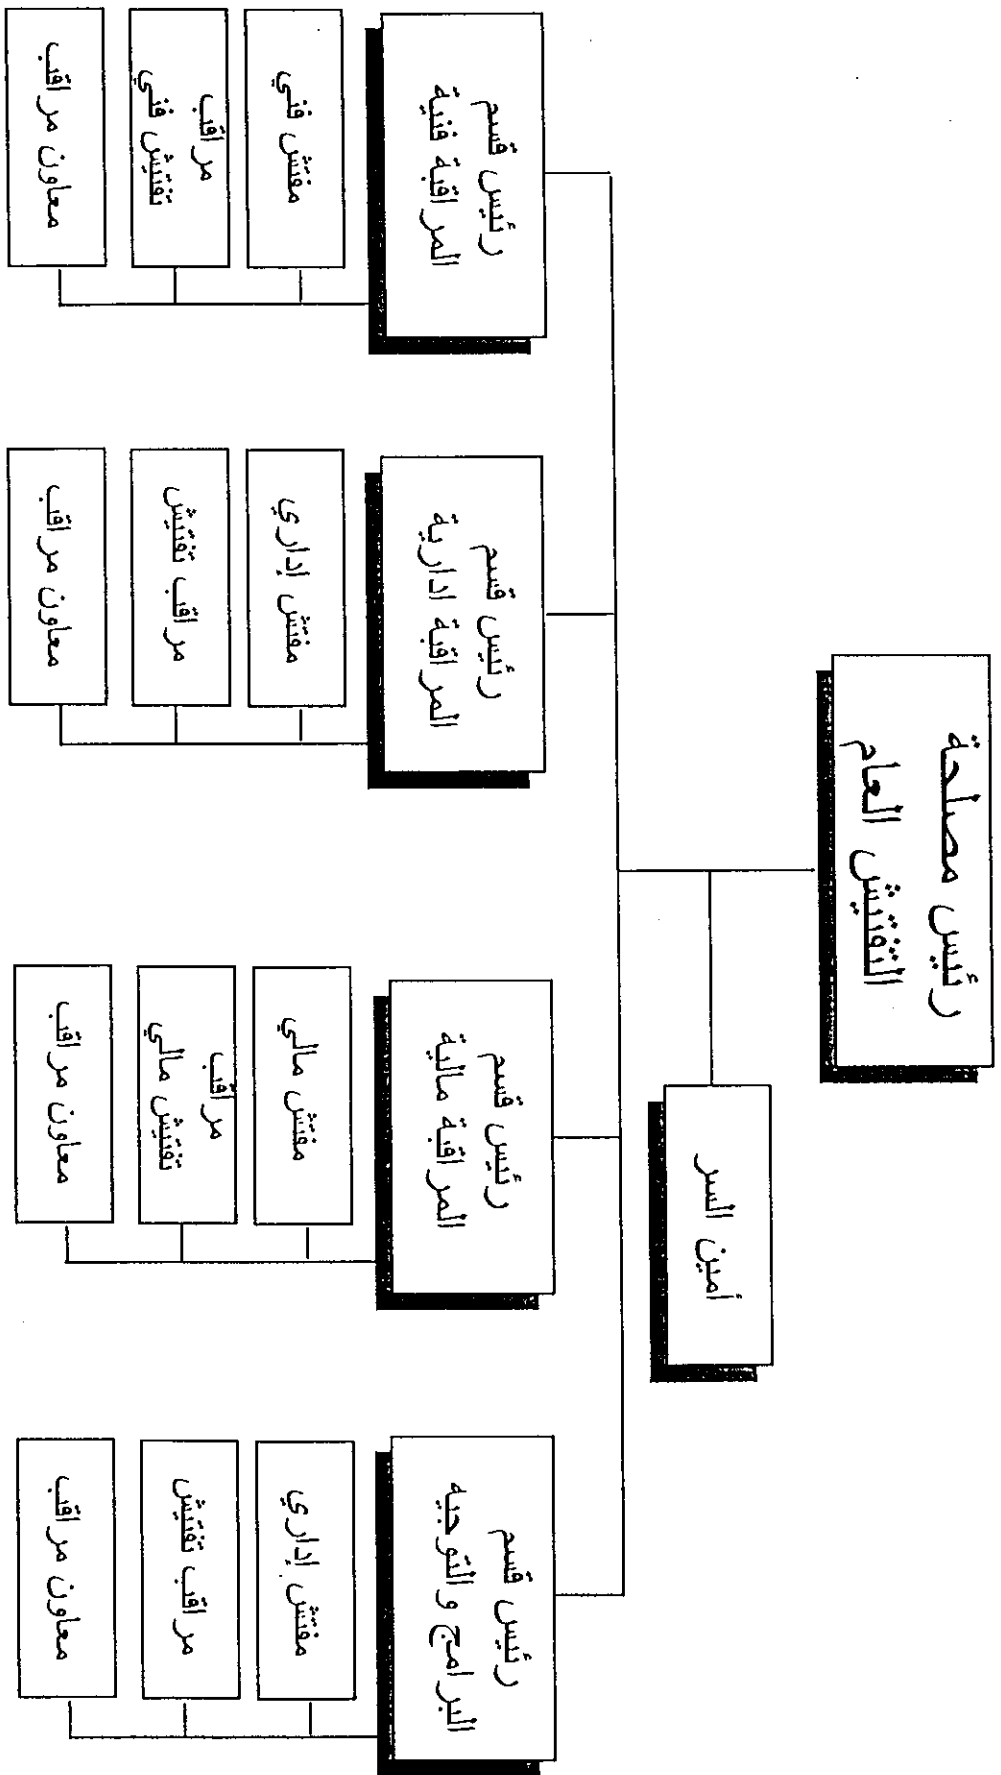 رئيس مصلحة
التفتيش العام
أمين السر
رئيس قسم
البرامج والتوجيه
مفتش إداري
مراقب تفتيش
معاون مراقب
رئيس قسم
المراقبة مالية
مفتش مالي
مراقب
تفتيش مالي
معاون مراقب
رئيس قسم
المراقبة ادارية
مفتش إداري
مراقب تفتيش
معاون مراقب
رئيس قسم
المراقبة فنية
مفتش فني
مراقب
تفتيش فني
معاون مراقب